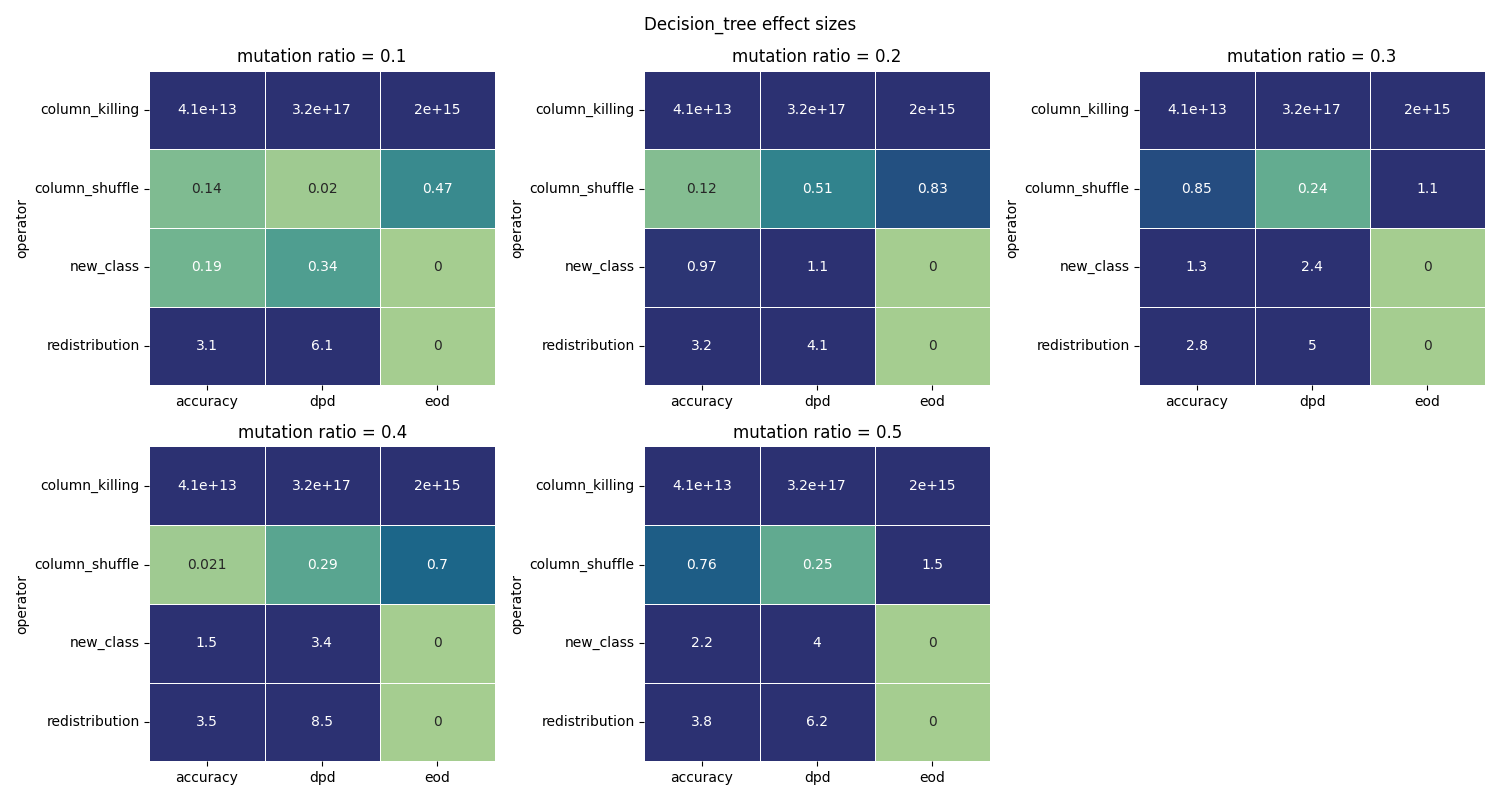 Decision_tree effect sizes
mutation ratio = 0.1
operator
column_killing 4.1e+13 3.2e+17 2e+15
column_shuffle 0.14 0.02 0.47
new_class 0.19 0.34 0
redistribution 3.1 6.1 0
accuracy dpd eod
mutation ratio = 0.2
operator
column_killing 4.1e+13 3.2e+17 2e+15
column_shuffle 0.12 0.51 0.83
new_class 0.97 1.1 0
redistribution 3.2 4.1 0
accuracy dpd eod
mutation ratio = 0.3
operator
column_killing 4.1e+13 3.2e+17 2e+15
column_shuffle 0.85 0.24 1.1
new_class 1.3 2.4 0
redistribution 2.8 5 0
accuracy dpd eod
mutation ratio = 0.4
operator
column_killing 4.1e+13 3.2e+17 2e+15
column_shuffle 0.021 0.29 0.7
new_class 1.5 3.4 0
redistribution 3.5 8.5 0
accuracy dpd eod
mutation ratio = 0.5
operator
column_killing 4.1e+13 3.2e+17 2e+15
column_shuffle 0.76 0.25 1.5
new_class 2.2 4 0
redistribution 3.8 6.2 0
accuracy dpd eod